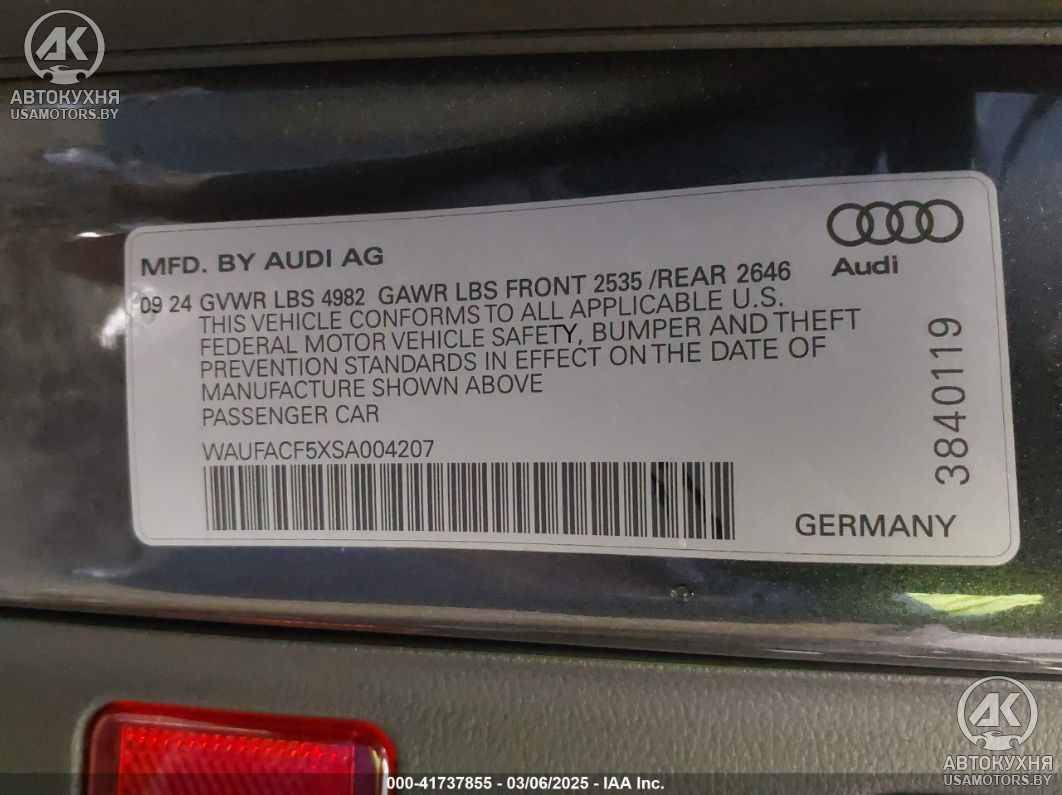 AK
АВТОКУХНЯ
USAMOTORS.BY
Audi
MFD. BY AUDI AG
09 24 GVWR LBS 4982 GAWR LBS FRONT 2535 /REAR 2646
THIS VEHICLE CONFORMS TO ALL APPLICABLE U.S.
FEDERAL MOTOR VEHICLE SAFETY, BUMPER AND THEFT
PREVENTION STANDARDS IN EFFECT ON THE DATE OF
MANUFACTURE SHOWN ABOVE
PASSENGER CAR
WAUFACF5XSA004207
3840119
GERMANY
AK
АВТОКУХНЯ
USAMOTORS.BY
000-41737855 - 03/06/2025 - IAA Inc.